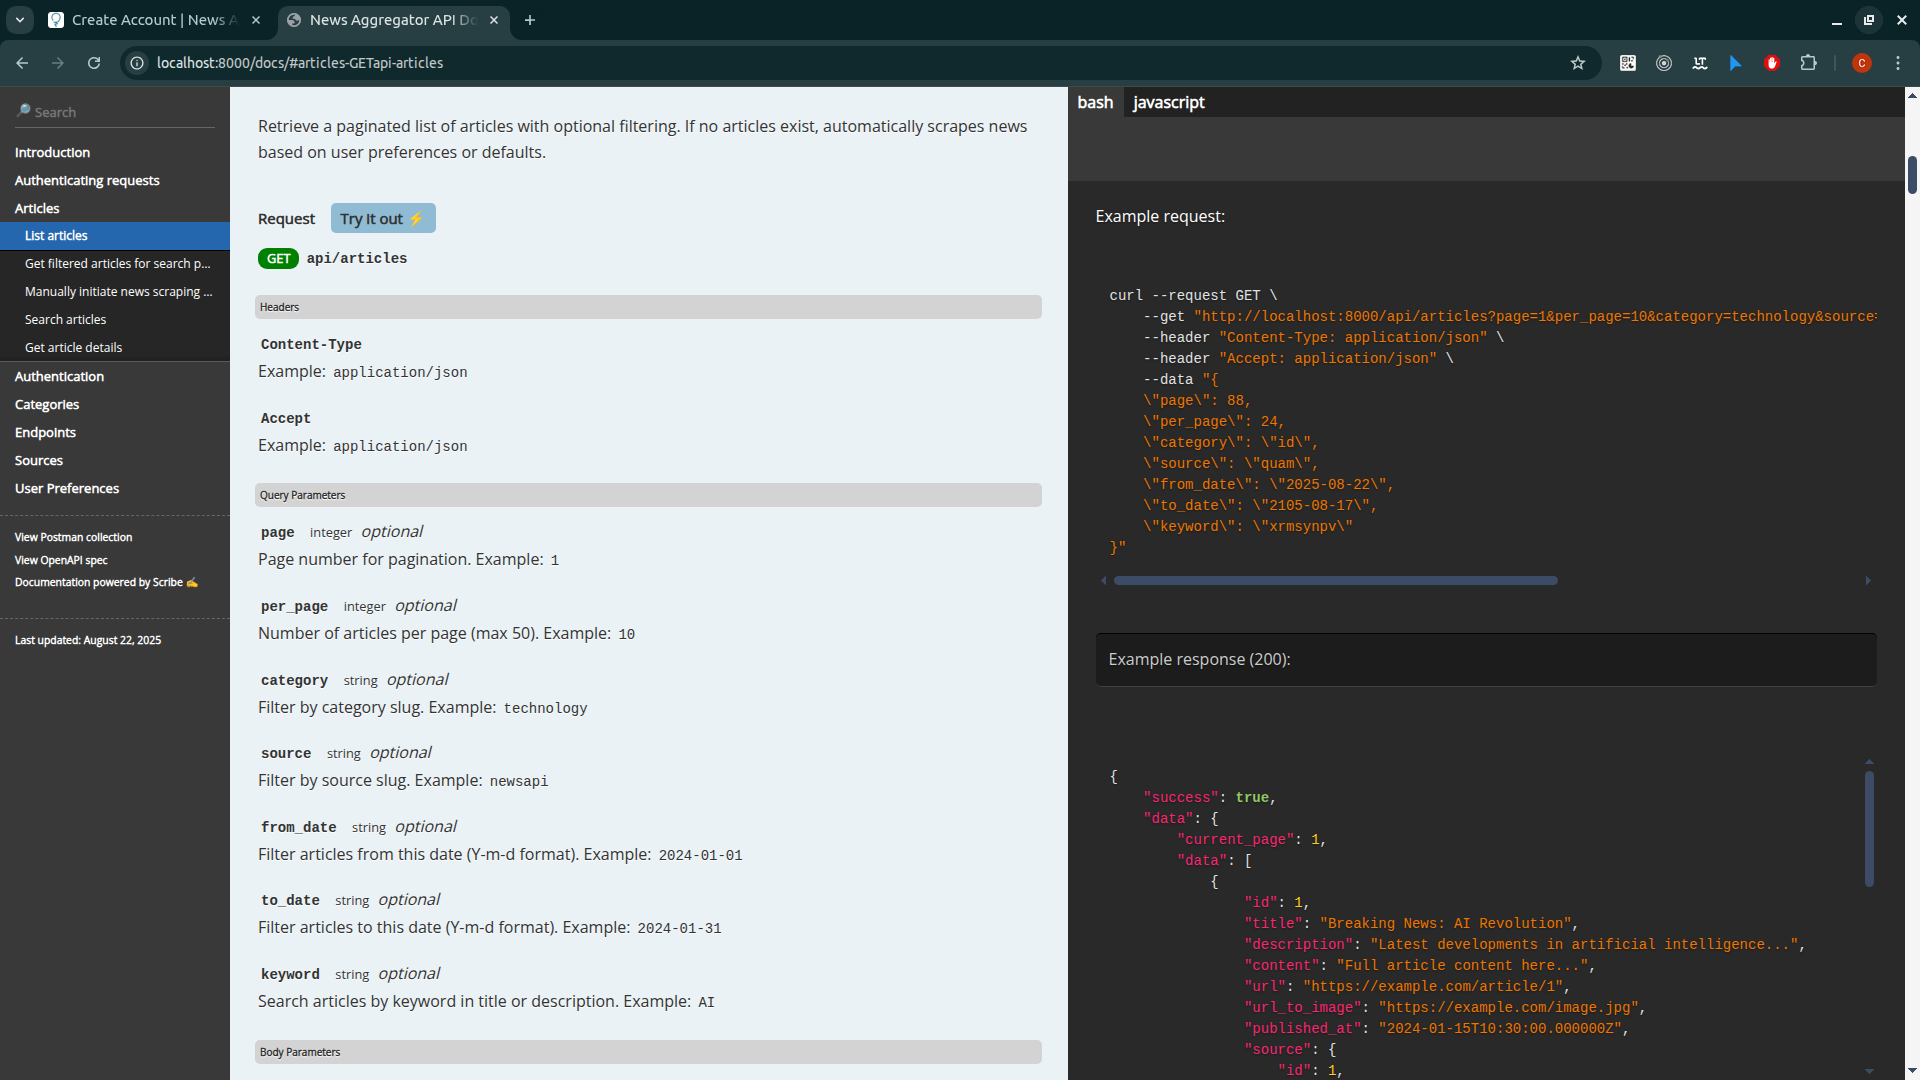 Create Account | News A
News Aggregator API Do
localhost:8000/docs/#articles-GETapi-articles
C
Search
Introduction
Authenticating requests
Articles
List articles
Get filtered articles for search p...
Manually initiate news scraping ...
Search articles
Get article details
Authentication
Categories
Endpoints
Sources
User Preferences
View Postman collection
View OpenAPI spec
Documentation powered by Scribe ✍
Last updated: August 22, 2025
Retrieve a paginated list of articles with optional filtering. If no articles exist, automatically scrapes news
based on user preferences or defaults.
Request Try it out ⚡
GET api/articles
Headers
Content-Type
Example: application/json
Accept
Example: application/json
Query Parameters
page integer optional
Page number for pagination. Example: 1
per_page integer optional
Number of articles per page (max 50). Example: 10
category string optional
Filter by category slug. Example: technology
source string optional
Filter by source slug. Example: newsapi
from_date string optional
Filter articles from this date (Y-m-d format). Example: 2024-01-01
to_date string optional
Filter articles to this date (Y-m-d format). Example: 2024-01-31
keyword string optional
Search articles by keyword in title or description. Example: AI
Body Parameters
bash javascript
Example request:
curl --request GET \
--get "http://localhost:8000/api/articles?page=1&per_page=10&category=technology&source=
--header "Content-Type: application/json" \
--header "Accept: application/json" \
--data "{
\"page\": 88,
\"per_page\": 24,
\"category\": \"id\",
\"source\": \"quam\",
\"from_date\": \"2025-08-22\",
\"to_date\": \"2105-08-17\",
\"keyword\": \"xrmsynpv\"
}"
Example response (200):
{
"success": true,
"data": {
"current_page": 1,
"data": [
{
"id": 1,
"title": "Breaking News: AI Revolution",
"description": "Latest developments in artificial intelligence...",
"content": "Full article content here...",
"url": "https://example.com/article/1",
"url_to_image": "https://example.com/image.jpg",
"published_at": "2024-01-15T10:30:00.000000Z",
"source": {
"id": 1,